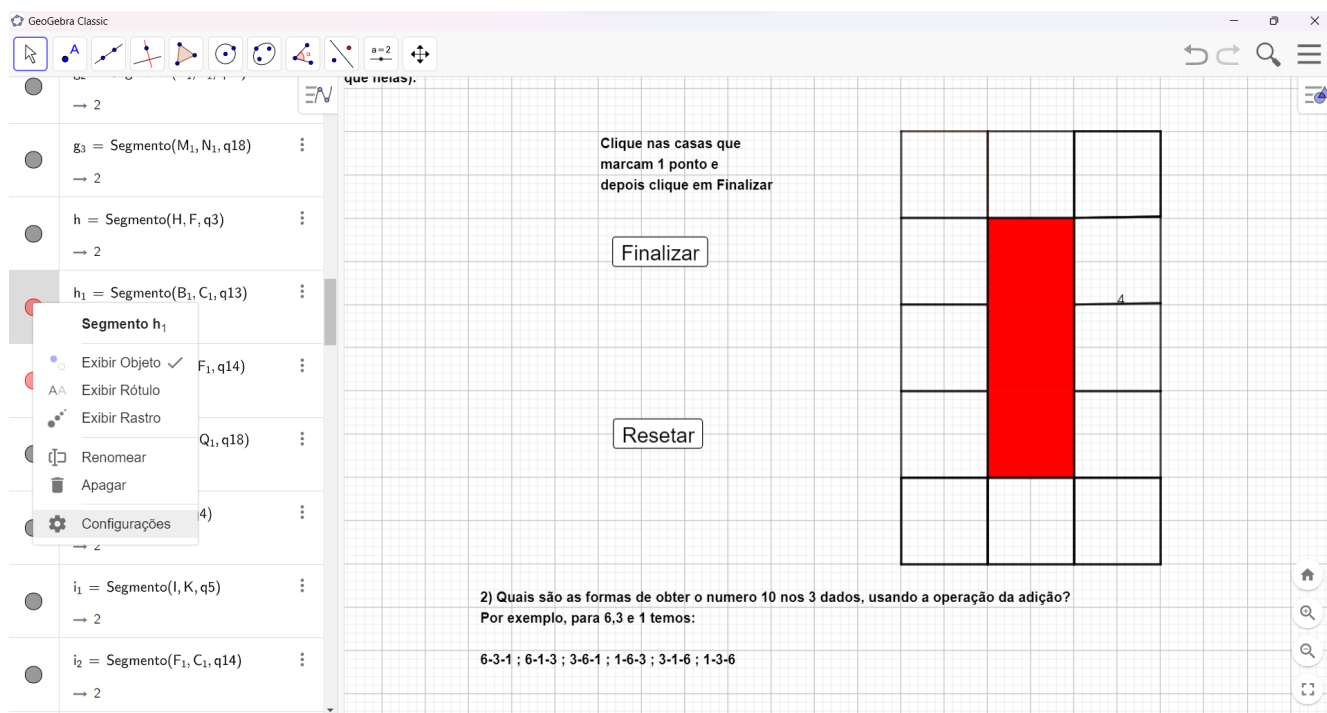 GeoGebra Classic
A
a=2
→ 2
que nelas).
g₃ = Segmento(M₁, N₁, q18)
→ 2
h = Segmento(H, F, q3)
→ 2
h₁ = Segmento(B₁, C₁, q13)
Segmento h₁
Exibir Objeto
AA Exibir Rótulo
Exibir Rastro
Renomear
Apagar
Configurações
F₁, q14)
Q₁, q18)
4)
→ 2
i₁ = Segmento(I, K, q5)
→ 2
i₂ = Segmento(F₁, C₁, q14)
→ 2
Clique nas casas que
marcam 1 ponto e
depois clique em Finalizar
Finalizar
4
Resetar
2) Quais são as formas de obter o numero 10 nos 3 dados, usando a operação da adição?
Por exemplo, para 6,3 e 1 temos:
6-3-1 ; 6-1-3 ; 3-6-1 ; 1-6-3 ; 3-1-6 ; 1-3-6